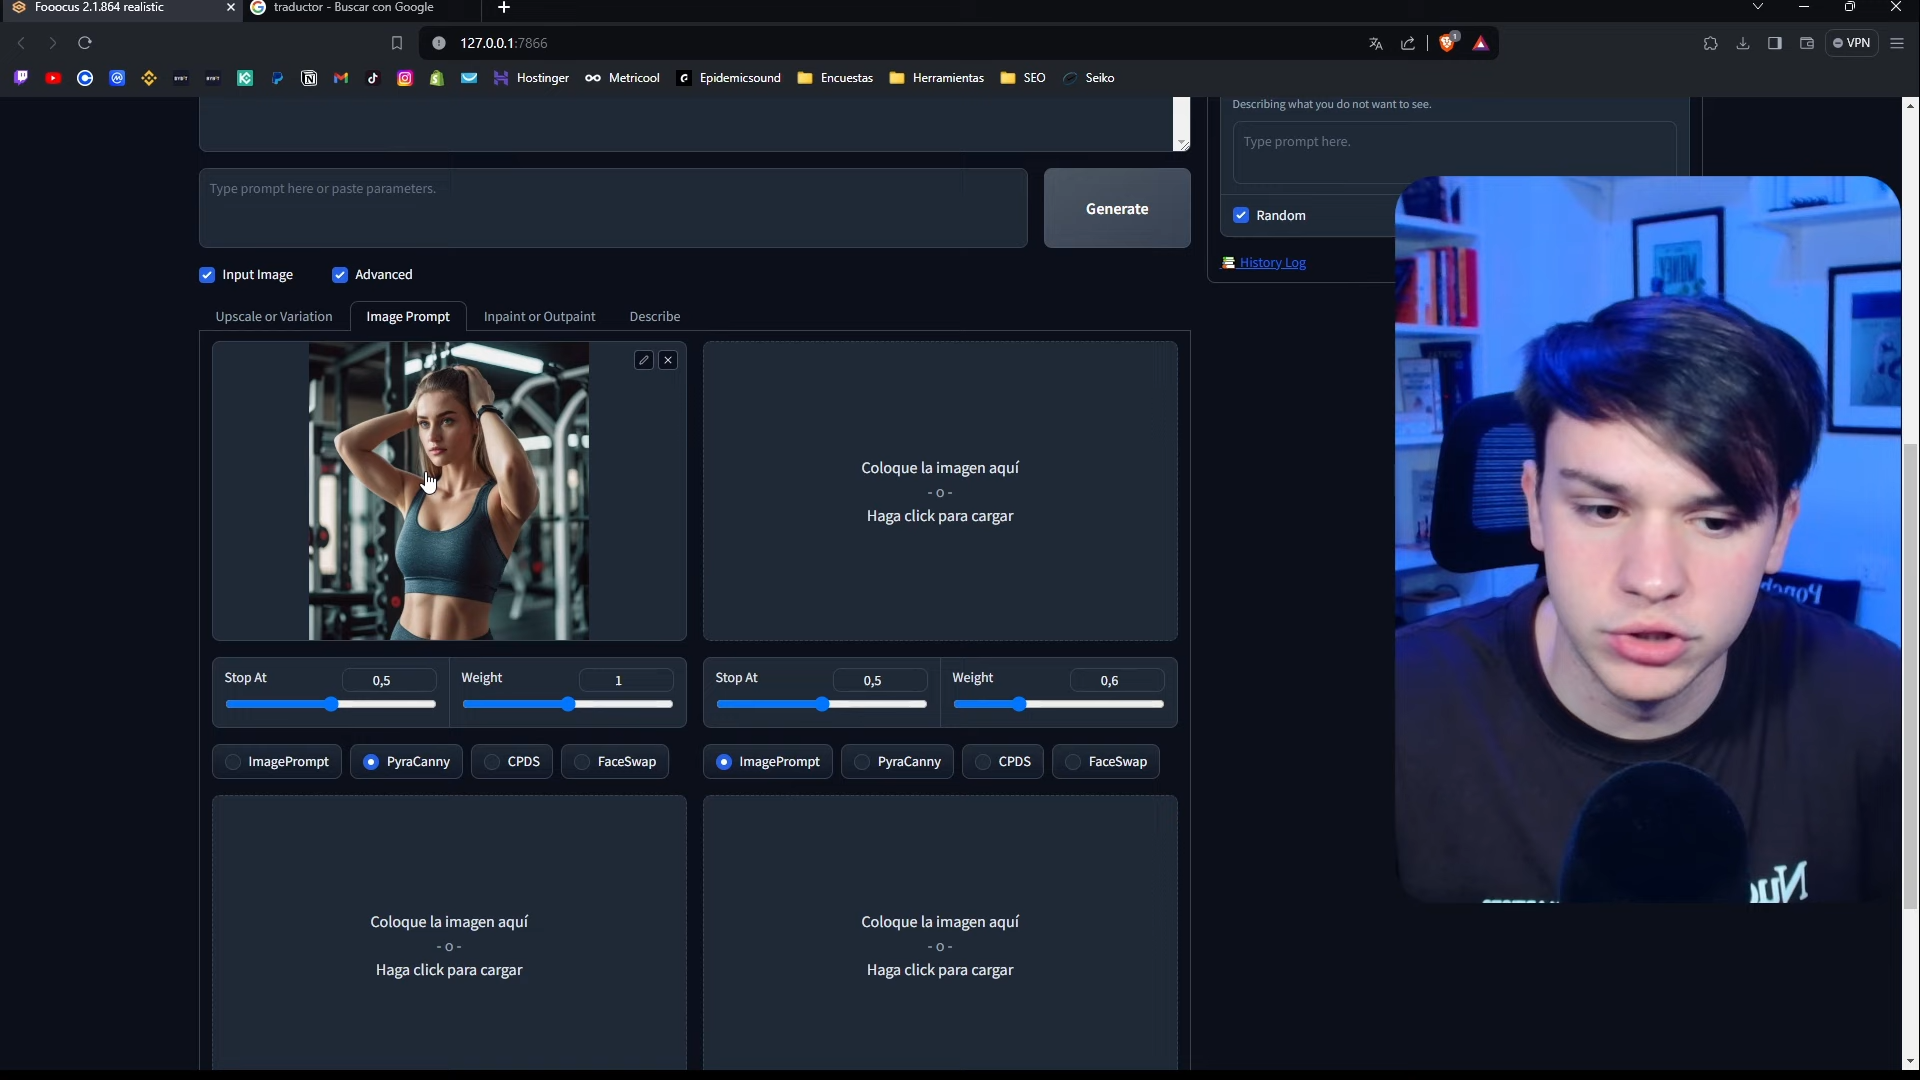 Fooocus 2.1.864 realistic
traductor - Buscar con Google
127.0.0.1:7866
1
VPN
Hostinger
Metricool
Epidemicsound
Encuestas
Herramientas
SEO
Seiko
Describing what you do not want to see.
Type prompt here.
Type prompt here or paste parameters.
Generate
Random
Input Image
Advanced
History Log
Upscale or Variation
Image Prompt
Inpaint or Outpaint
Describe
Coloque la imagen aquí
- o -
Haga click para cargar
Stop At
0,5
Weight
1
Stop At
0,5
Weight
0,6
ImagePrompt
PyraCanny
CPDS
FaceSwap
ImagePrompt
PyraCanny
CPDS
FaceSwap
Coloque la imagen aquí
- o -
Haga click para cargar
Coloque la imagen aquí
- o -
Haga click para cargar